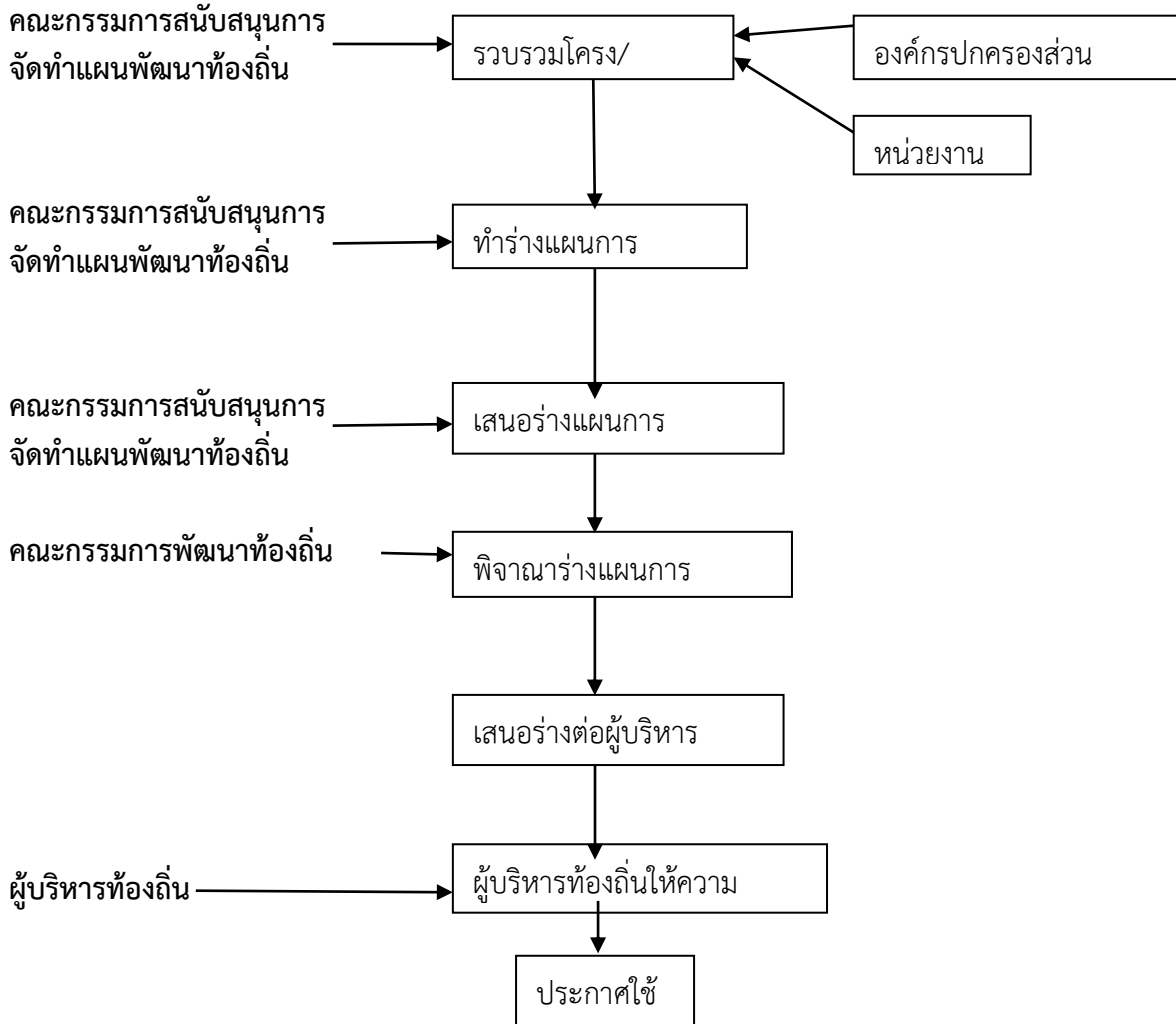 คณะกรรมการสนับสนุนการ
จัดทำแผนพัฒนาท้องถิ่น
รวบรวมโครง/
องค์กรปกครองส่วน
หน่วยงาน
คณะกรรมการสนับสนุนการ
จัดทำแผนพัฒนาท้องถิ่น
ทำร่างแผนการ
คณะกรรมการสนับสนุนการ
จัดทำแผนพัฒนาท้องถิ่น
เสนอร่างแผนการ
คณะกรรมการพัฒนาท้องถิ่น
พิจาณาร่างแผนการ
เสนอร่างต่อผู้บริหาร
ผู้บริหารท้องถิ่น
ผู้บริหารท้องถิ่นให้ความ
ประกาศใช้